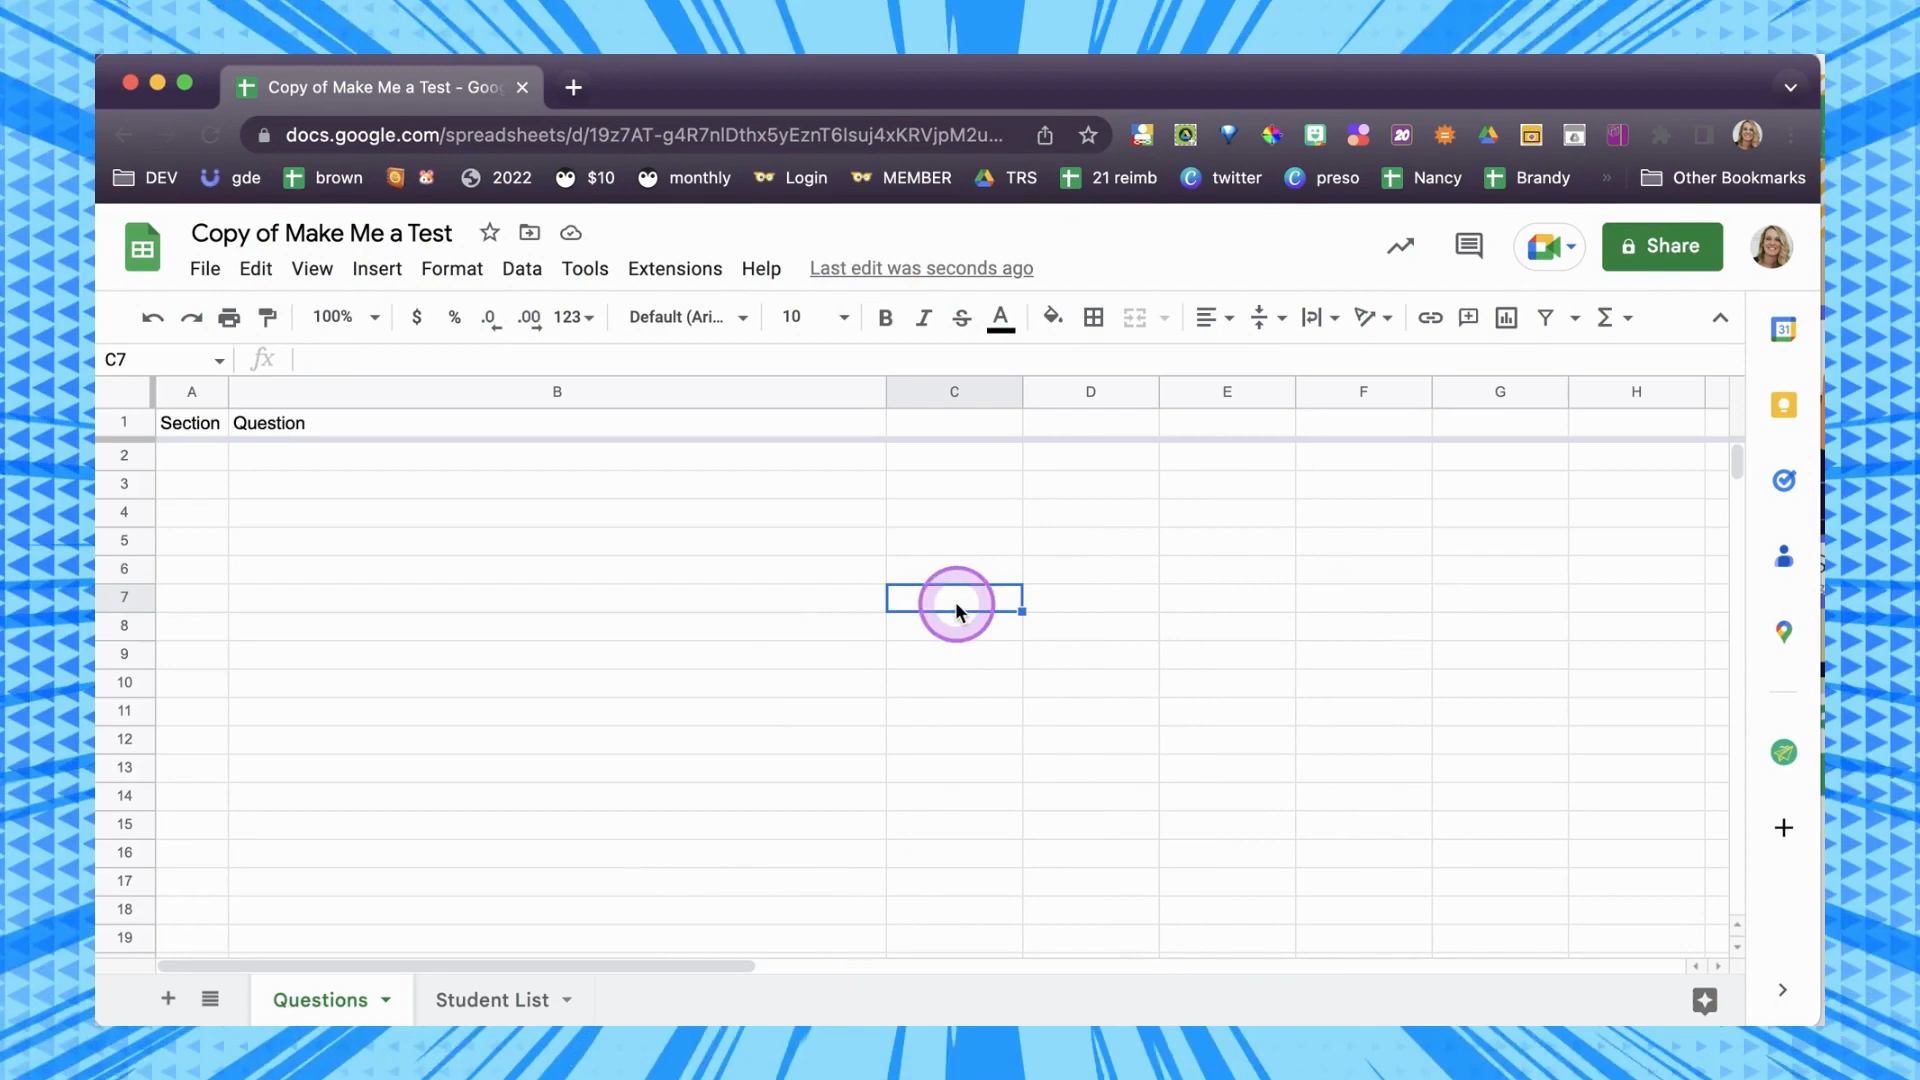 Copy of Make Me a Test - Goo
docs.google.com/spreadsheets/d/19z7AT-g4R7nlDthx5yEznT6lsuj4xKRVjpM2u...
20
DEV gde brown 2022 $10 monthly Login MEMBER TRS 21 reimb twitter preso Nancy Brandy » Other Bookmarks
Copy of Make Me a Test
Share
File Edit View Insert Format Data Tools Extensions Help Last edit was seconds ago
100% $ % .0 .00 123 Default (Ari... 10 B I S A Σ
31
C7 fx
A B C D E F G H
1 Section Question
2
3
4
5
6
7
8
9
10
11
12
13
14
15
16
17
18
19
Questions Student List